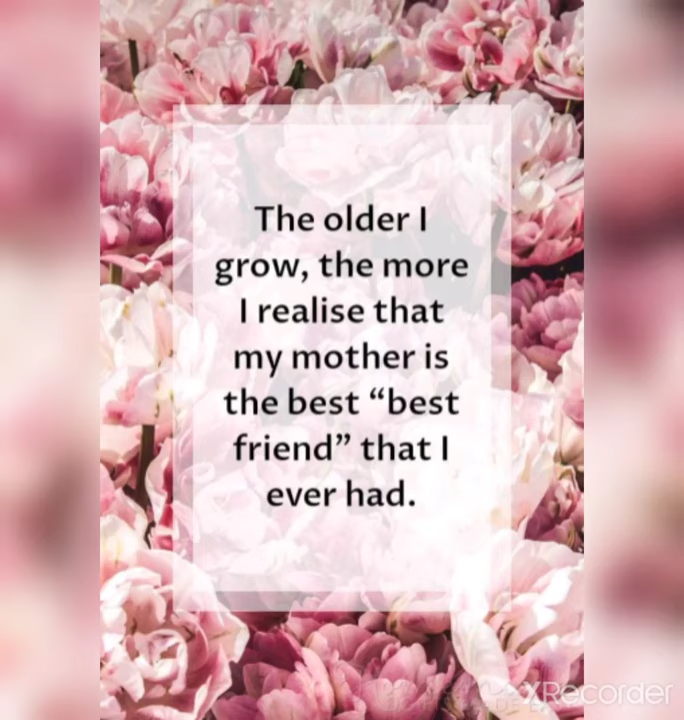 The older I
grow, the more
I realise that
my mother is
the best “best
friend” that I
ever had.
XRecorder